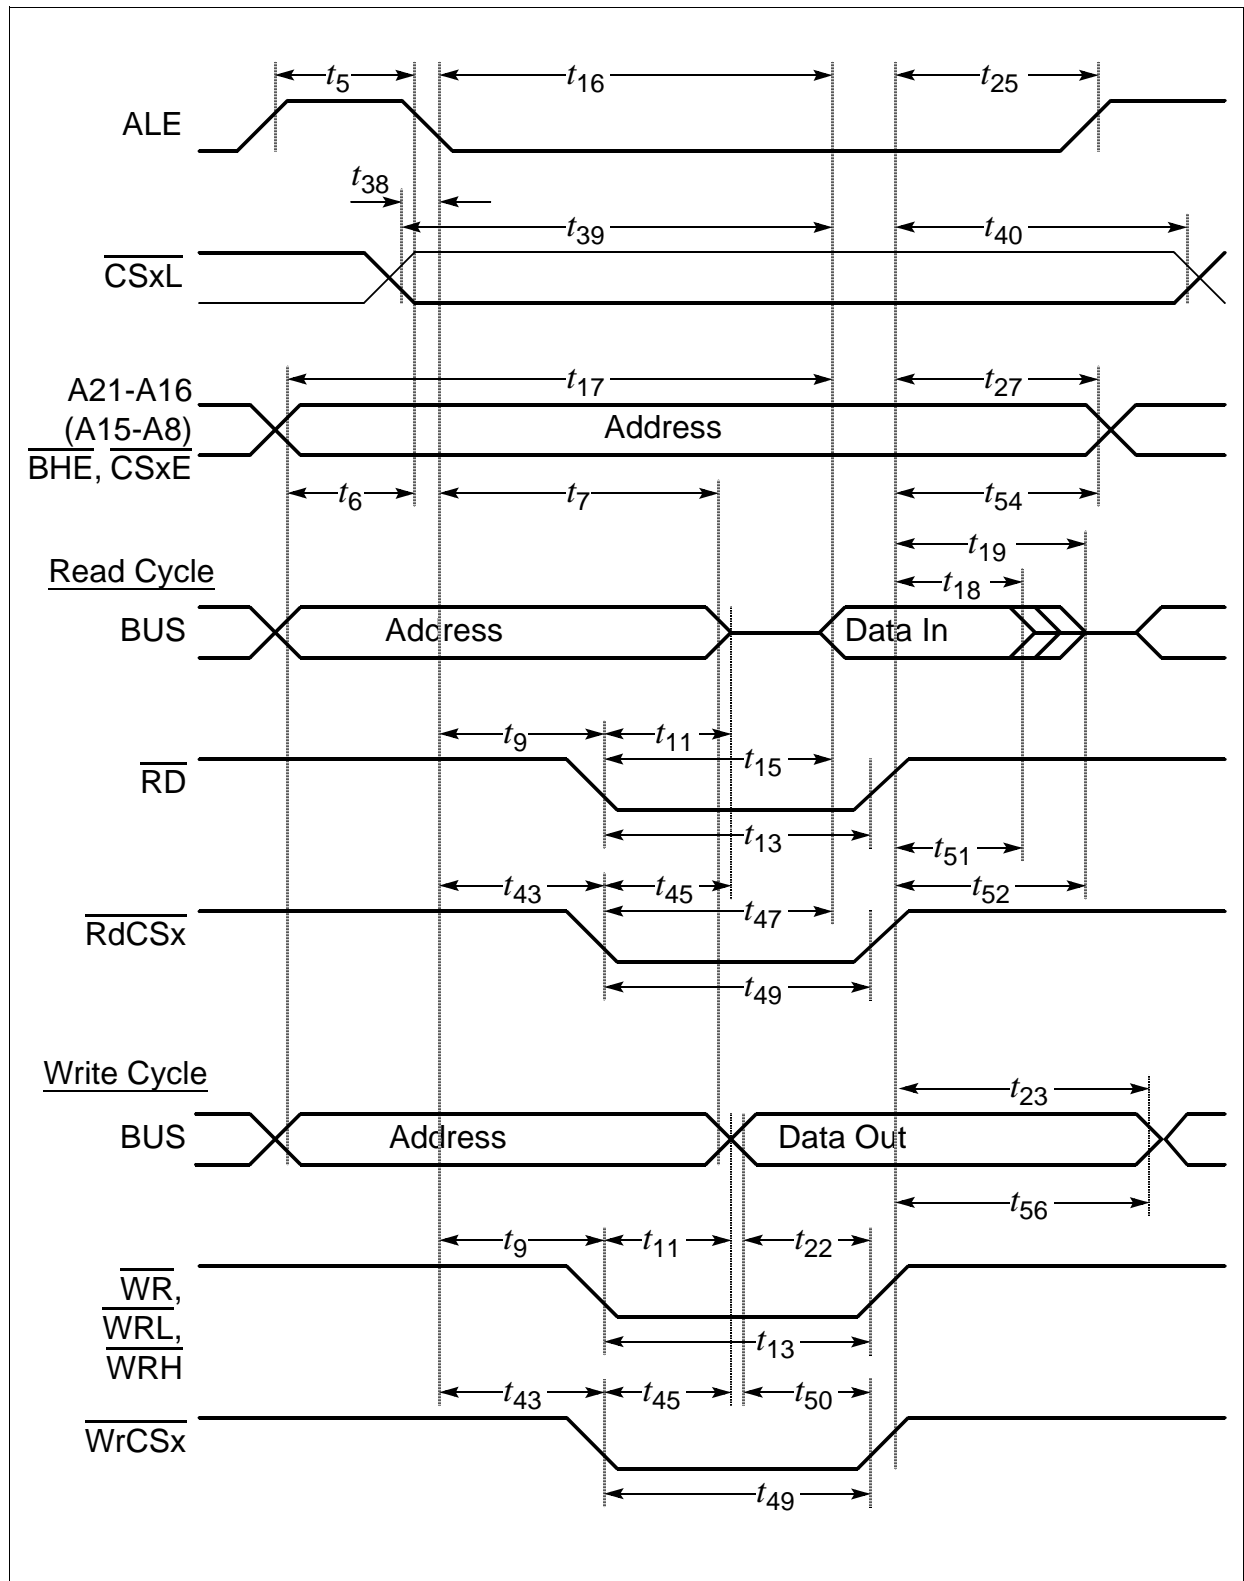 t5 t16 t25
ALE
t38
t39 t40
CSxL
t17 t27
A21-A16
(A15-A8)
Address
BHE, CSxE
t6 t7 t54
t19
Read Cycle
t18
BUS Address Data In
t9 t11
t15
RD
t13
t51
t43 t45 t52
t47
RdCSx
t49
Write Cycle
t23
BUS Address Data Out
t56
t9 t11 t22
WR,
WRL,
t13
WRH
t43 t45 t50
WrCSx
t49